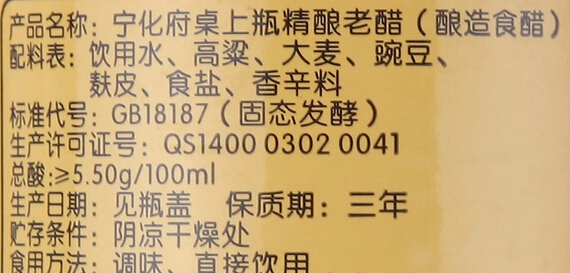 产品名称：宁化府桌上瓶精酿老醋（酿造食醋）
配料表：饮用水、高粱、大麦、豌豆、
麸皮、食盐、香辛料
标准代号：GB18187（固态发酵）
生产许可证号：QS1400 0302 0041
总酸：≥5.50g/100ml
生产日期：见瓶盖 保质期：三年
贮存条件：阴凉干燥处
食用方法：调味、直接饮用